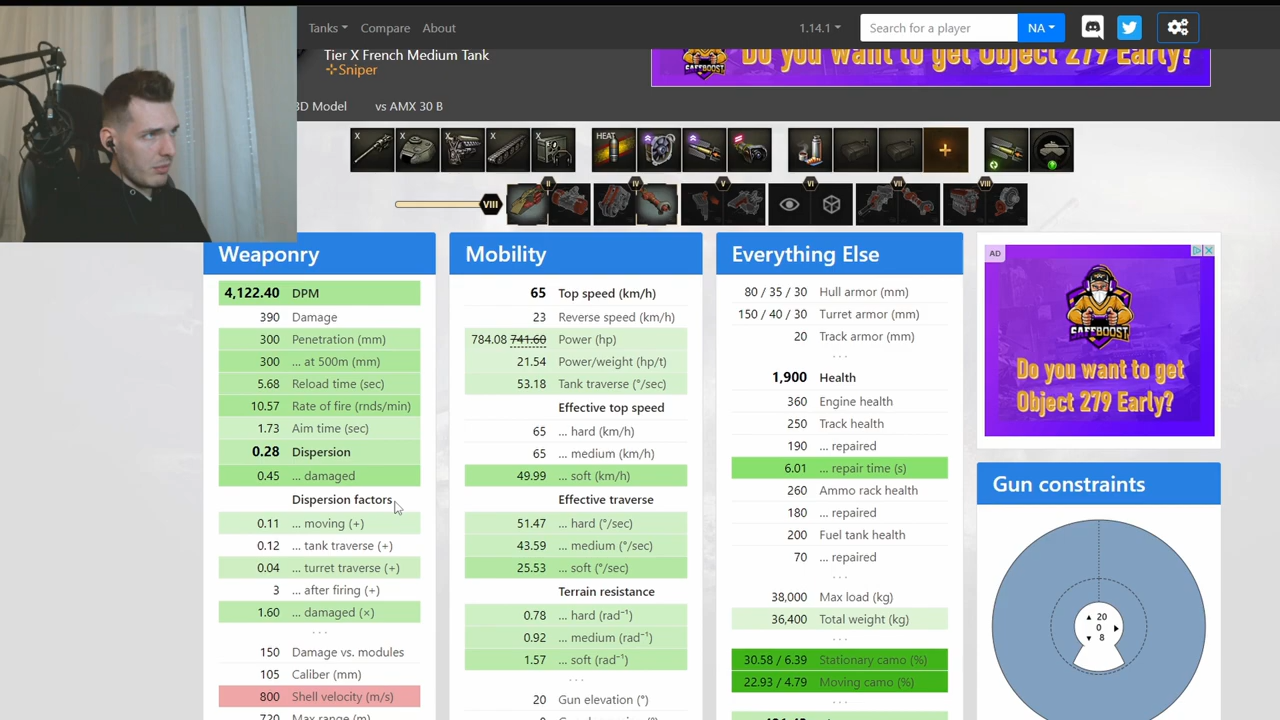 Tanks Compare About
1.14.1 Search for a player NA
Tier X French Medium Tank
Sniper
3D Model vs AMX 30 B
Do you want to get Object 279 Early?
X X X X X HEAT
VIII II IV V VI VII VIII
Weaponry
4,122.40 DPM
390 Damage
300 Penetration (mm)
300 ... at 500m (mm)
5.68 Reload time (sec)
10.57 Rate of fire (rnds/min)
1.73 Aim time (sec)
0.28 Dispersion
0.45 ... damaged
Dispersion factors
0.11 ... moving (+)
0.12 ... tank traverse (+)
0.04 ... turret traverse (+)
3 ... after firing (+)
1.60 ... damaged (×)
...
150 Damage vs. modules
105 Caliber (mm)
800 Shell velocity (m/s)
720 Max range (m)
Mobility
65 Top speed (km/h)
23 Reverse speed (km/h)
784.08 741.60 Power (hp)
21.54 Power/weight (hp/t)
53.18 Tank traverse (°/sec)
Effective top speed
65 ... hard (km/h)
65 ... medium (km/h)
49.99 ... soft (km/h)
Effective traverse
51.47 ... hard (°/sec)
43.59 ... medium (°/sec)
25.53 ... soft (°/sec)
Terrain resistance
0.78 ... hard (rad⁻¹)
0.92 ... medium (rad⁻¹)
1.57 ... soft (rad⁻¹)
...
20 Gun elevation (°)
Everything Else
80 / 35 / 30 Hull armor (mm)
150 / 40 / 30 Turret armor (mm)
20 Track armor (mm)
...
1,900 Health
360 Engine health
250 Track health
190 ... repaired
6.01 ... repair time (s)
260 Ammo rack health
180 ... repaired
200 Fuel tank health
70 ... repaired
...
38,000 Max load (kg)
36,400 Total weight (kg)
...
30.58 / 6.39 Stationary camo (%)
22.93 / 4.79 Moving camo (%)
...
AD
SAFEBOOST
Do you want to get
Object 279 Early?
Gun constraints
20
0
8